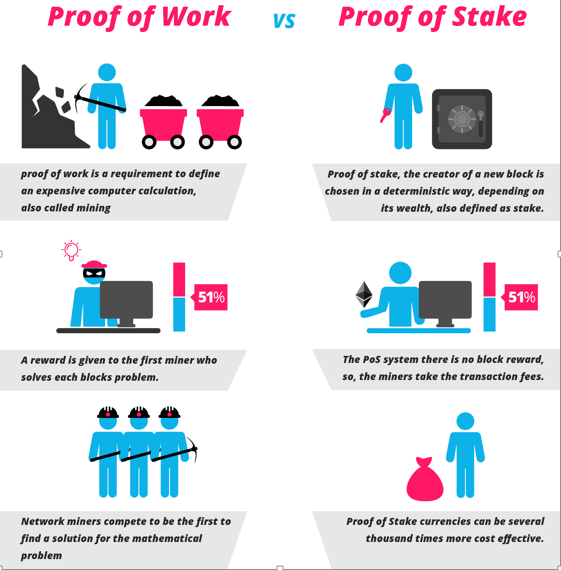 Proof of Work
vs
Proof of Stake
proof of work is a requirement to define
an expensive computer calculation,
also called mining
Proof of stake, the creator of a new block is
chosen in a deterministic way, depending on
its wealth, also defined as stake.
51%
51%
A reward is given to the first miner who
solves each blocks problem.
The PoS system there is no block reward,
so, the miners take the transaction fees.
Network miners compete to be the first to
find a solution for the mathematical
problem
Proof of Stake currencies can be several
thousand times more cost effective.